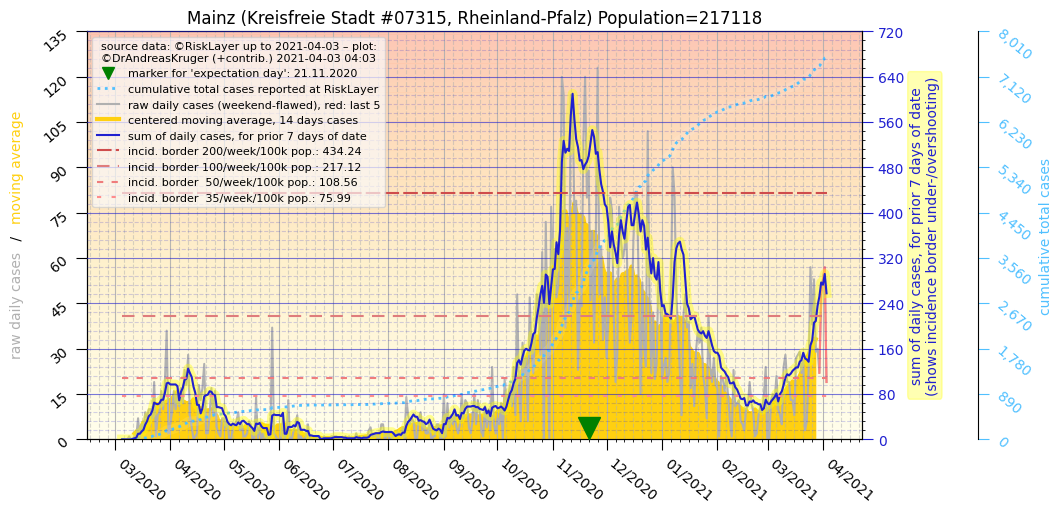 Mainz (Kreisfreie Stadt #07315, Rheinland-Pfalz) Population=217118
source data: ©RiskLayer up to 2021-04-03 – plot:
©DrAndreasKruger (+contrib.) 2021-04-03 04:03
marker for 'expectation day': 21.11.2020
cumulative total cases reported at RiskLayer
raw daily cases (weekend-flawed), red: last 5
centered moving average, 14 days cases
sum of daily cases, for prior 7 days of date
incid. border 200/week/100k pop.: 434.24
incid. border 100/week/100k pop.: 217.12
incid. border  50/week/100k pop.: 108.56
incid. border  35/week/100k pop.: 75.99
raw daily cases / moving average
135
120
105
90
75
60
45
30
15
0
03/2020
04/2020
05/2020
06/2020
07/2020
08/2020
09/2020
10/2020
11/2020
12/2020
01/2021
02/2021
03/2021
04/2021
720
640
560
480
400
320
240
160
80
0
sum of daily cases, for prior 7 days of date
(shows incidence border under-/overshooting)
8,010
7,120
6,230
5,340
4,450
3,560
2,670
1,780
890
0
cumulative total cases